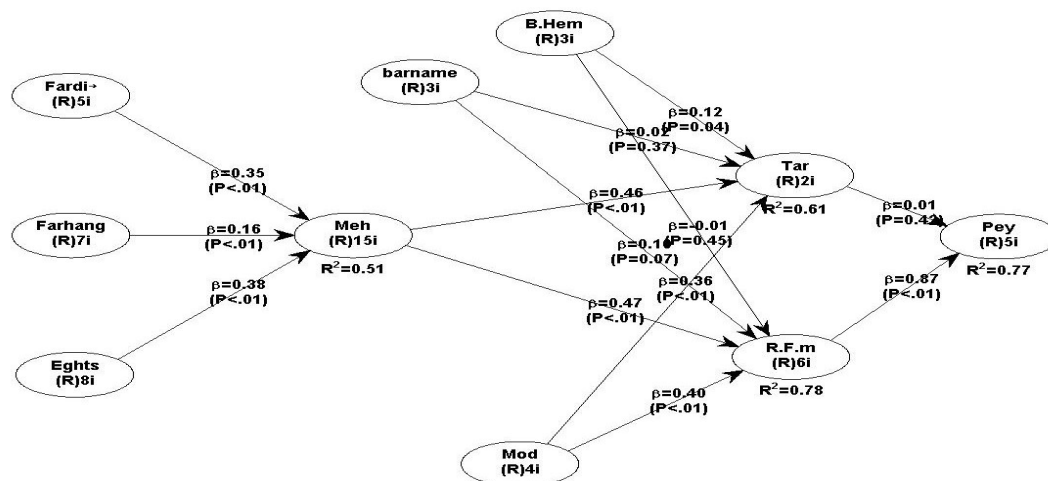 B.Hem
(R)3i
barname
(R)3i
Fardi→
(R)5i
β=0.12
(P=0.04)
β=0.02
(P=0.37)
Tar
(R)2i
R²=0.61
β=0.35
(P<.01)
β=0.46
(P<.01)
β=0.01
(P=0.42)
Farhang
(R)7i
β=0.16
(P<.01)
Meh
(R)15i
R²=0.51
β=-0.01
(P=0.45)
β=0.10
(P=0.07)
Pey
(R)5i
R²=0.77
β=0.38
(P<.01)
β=0.36
(P<.01)
β=0.47
(P<.01)
β=0.87
(P<.01)
Eghts
(R)8i
R.F.m
(R)6i
R²=0.78
β=0.40
(P<.01)
Mod
(R)4i